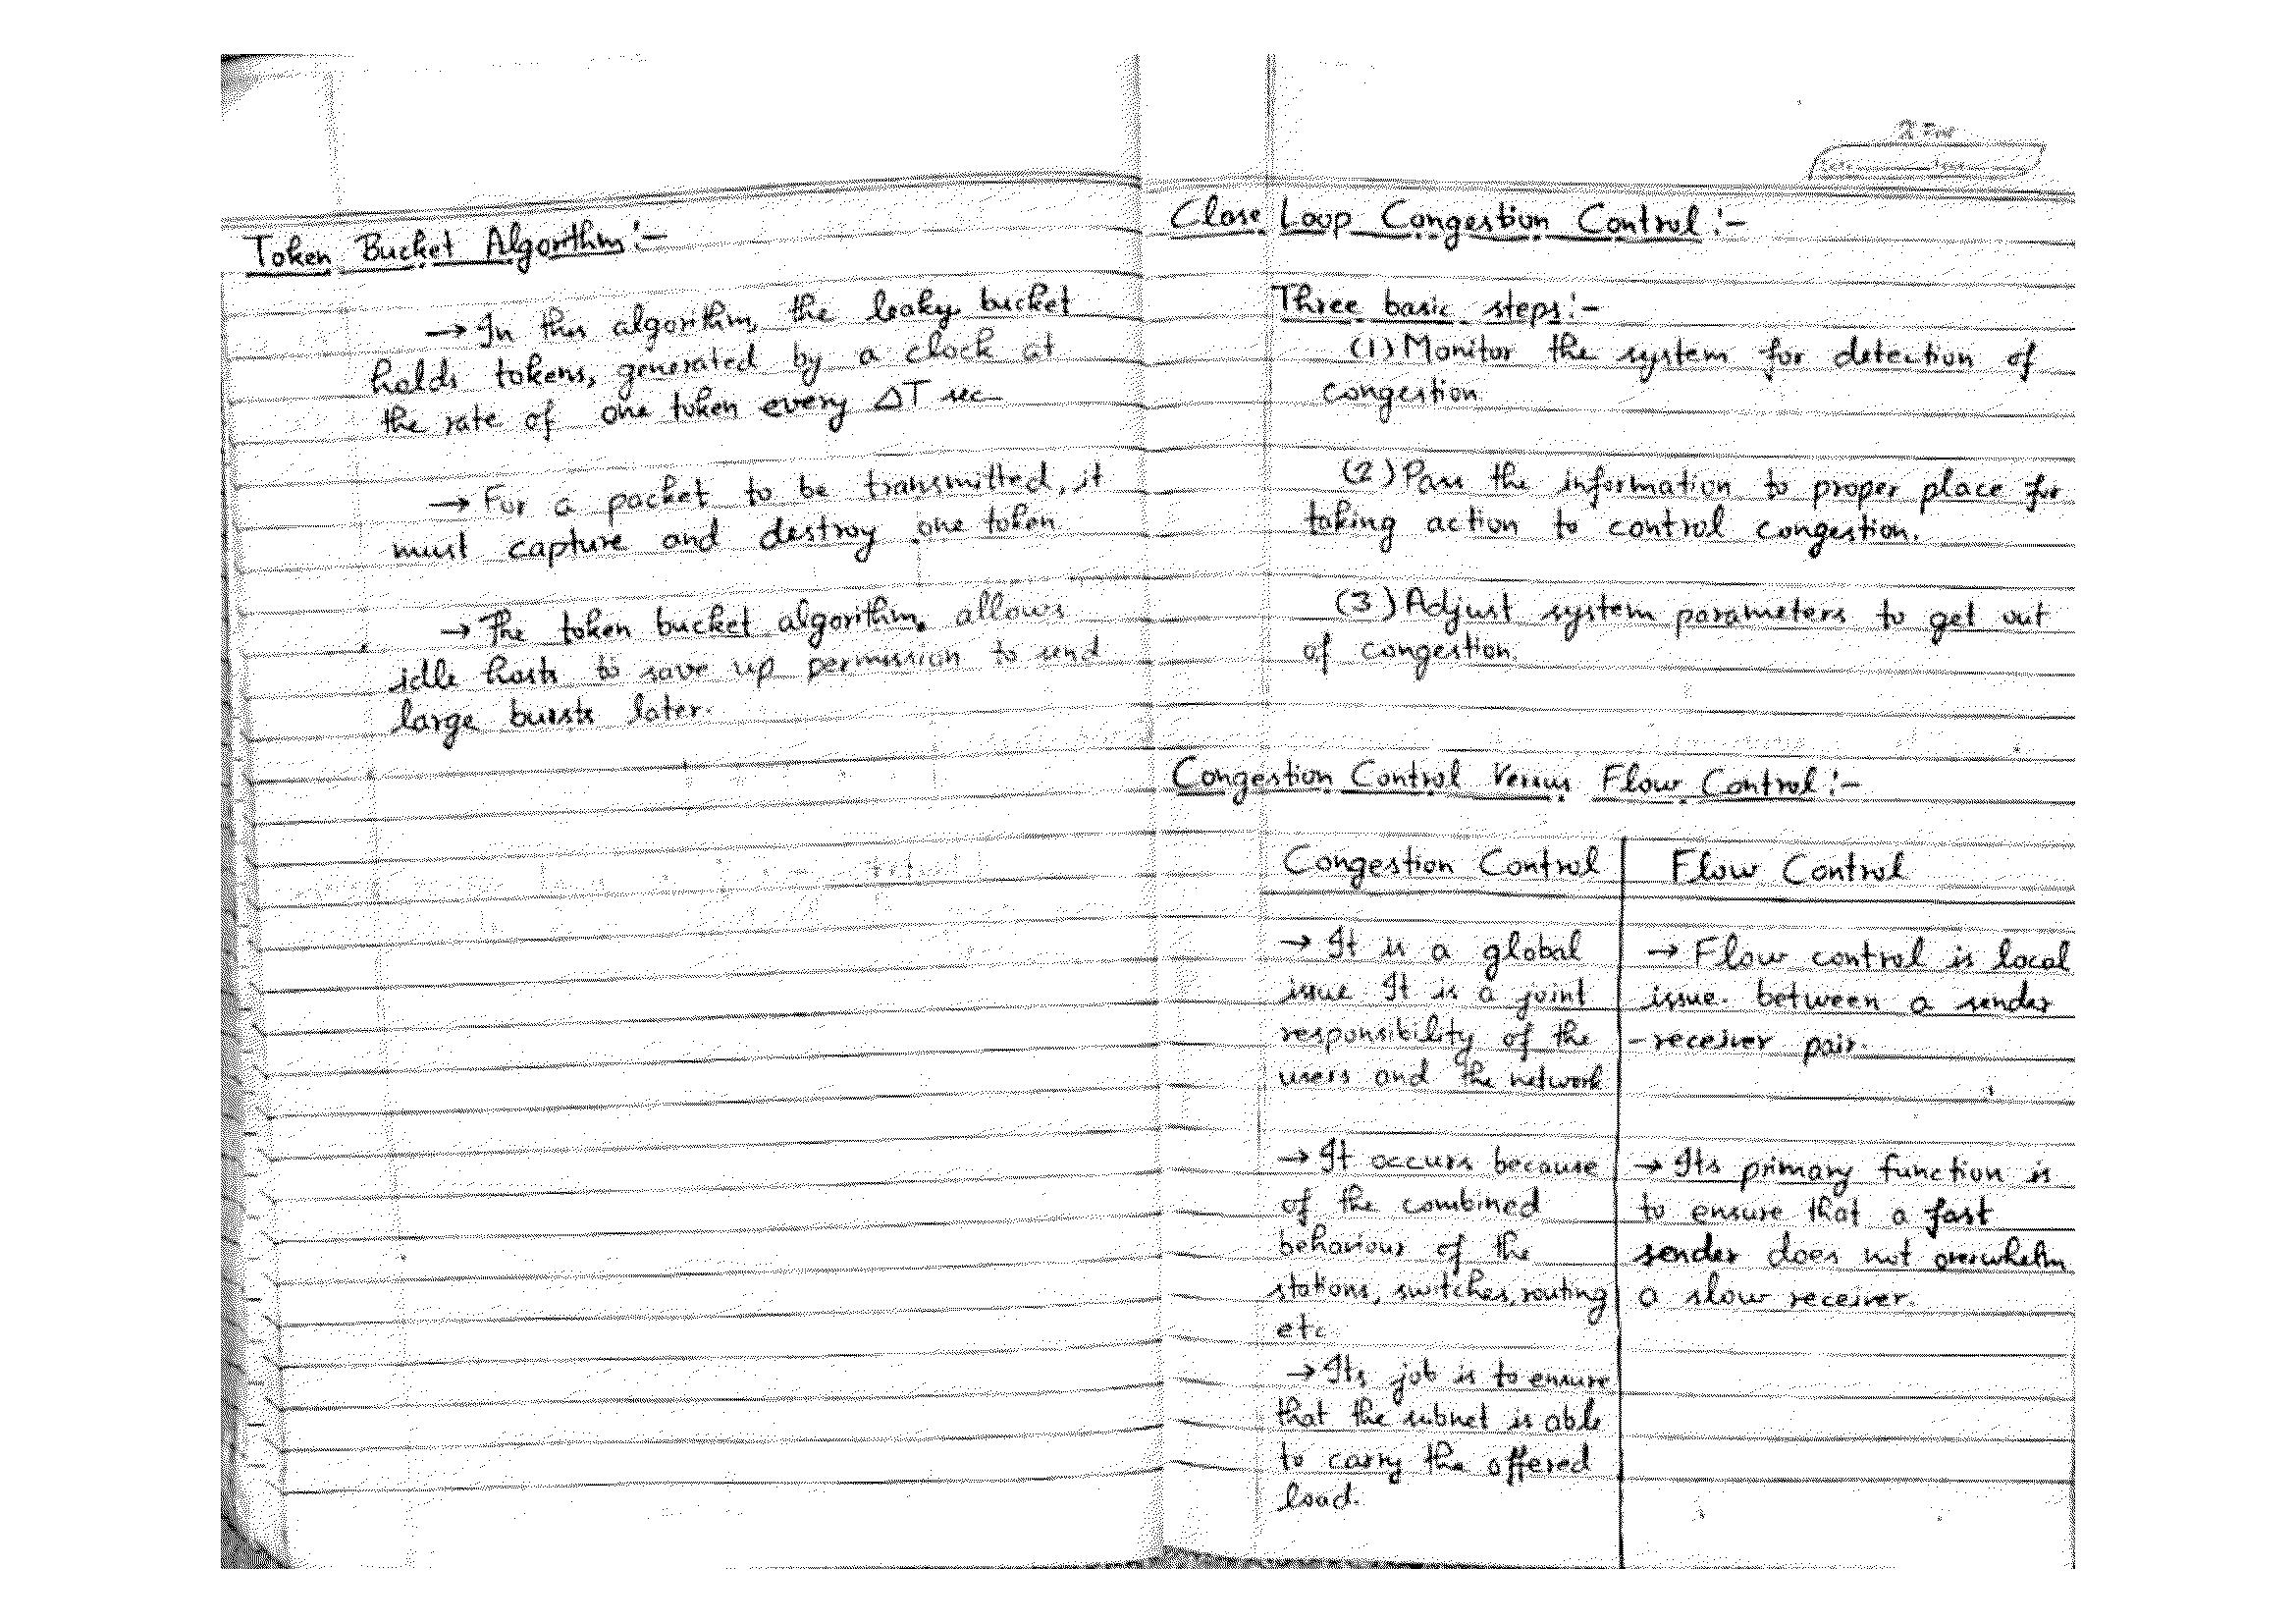 Token Bucket Algorithm:-
→ In this algorithm, the leaky bucket
holds tokens, generated by a clock at
the rate of one token every ΔT sec
→ For a packet to be transmitted, it
must capture and destroy one token
→ The token bucket algorithm allows
idle hosts to save up permission to send
large bursts later.
Close Loop Congestion Control:-
Three basic steps:-
(1) Monitor the system for detection of
congestion
(2) Pass the information to proper place for
taking action to control congestion.
(3) Adjust system parameters to get out
of congestion.
Congestion Control Versus Flow Control:-
Congestion Control
→ It is a global
issue It is a joint
responsibility of the
users and the network
→ It occurs because
of the combined
behaviour of the
stations, switches, routing
etc
→ Its job is to ensure
that the subnet is able
to carry the offered
load.
Flow Control
→ Flow control is local
issue. between a sender
-receiver pair.
→ Its primary function is
to ensure that a fast
sender does not overwhelm
a slow receiver.